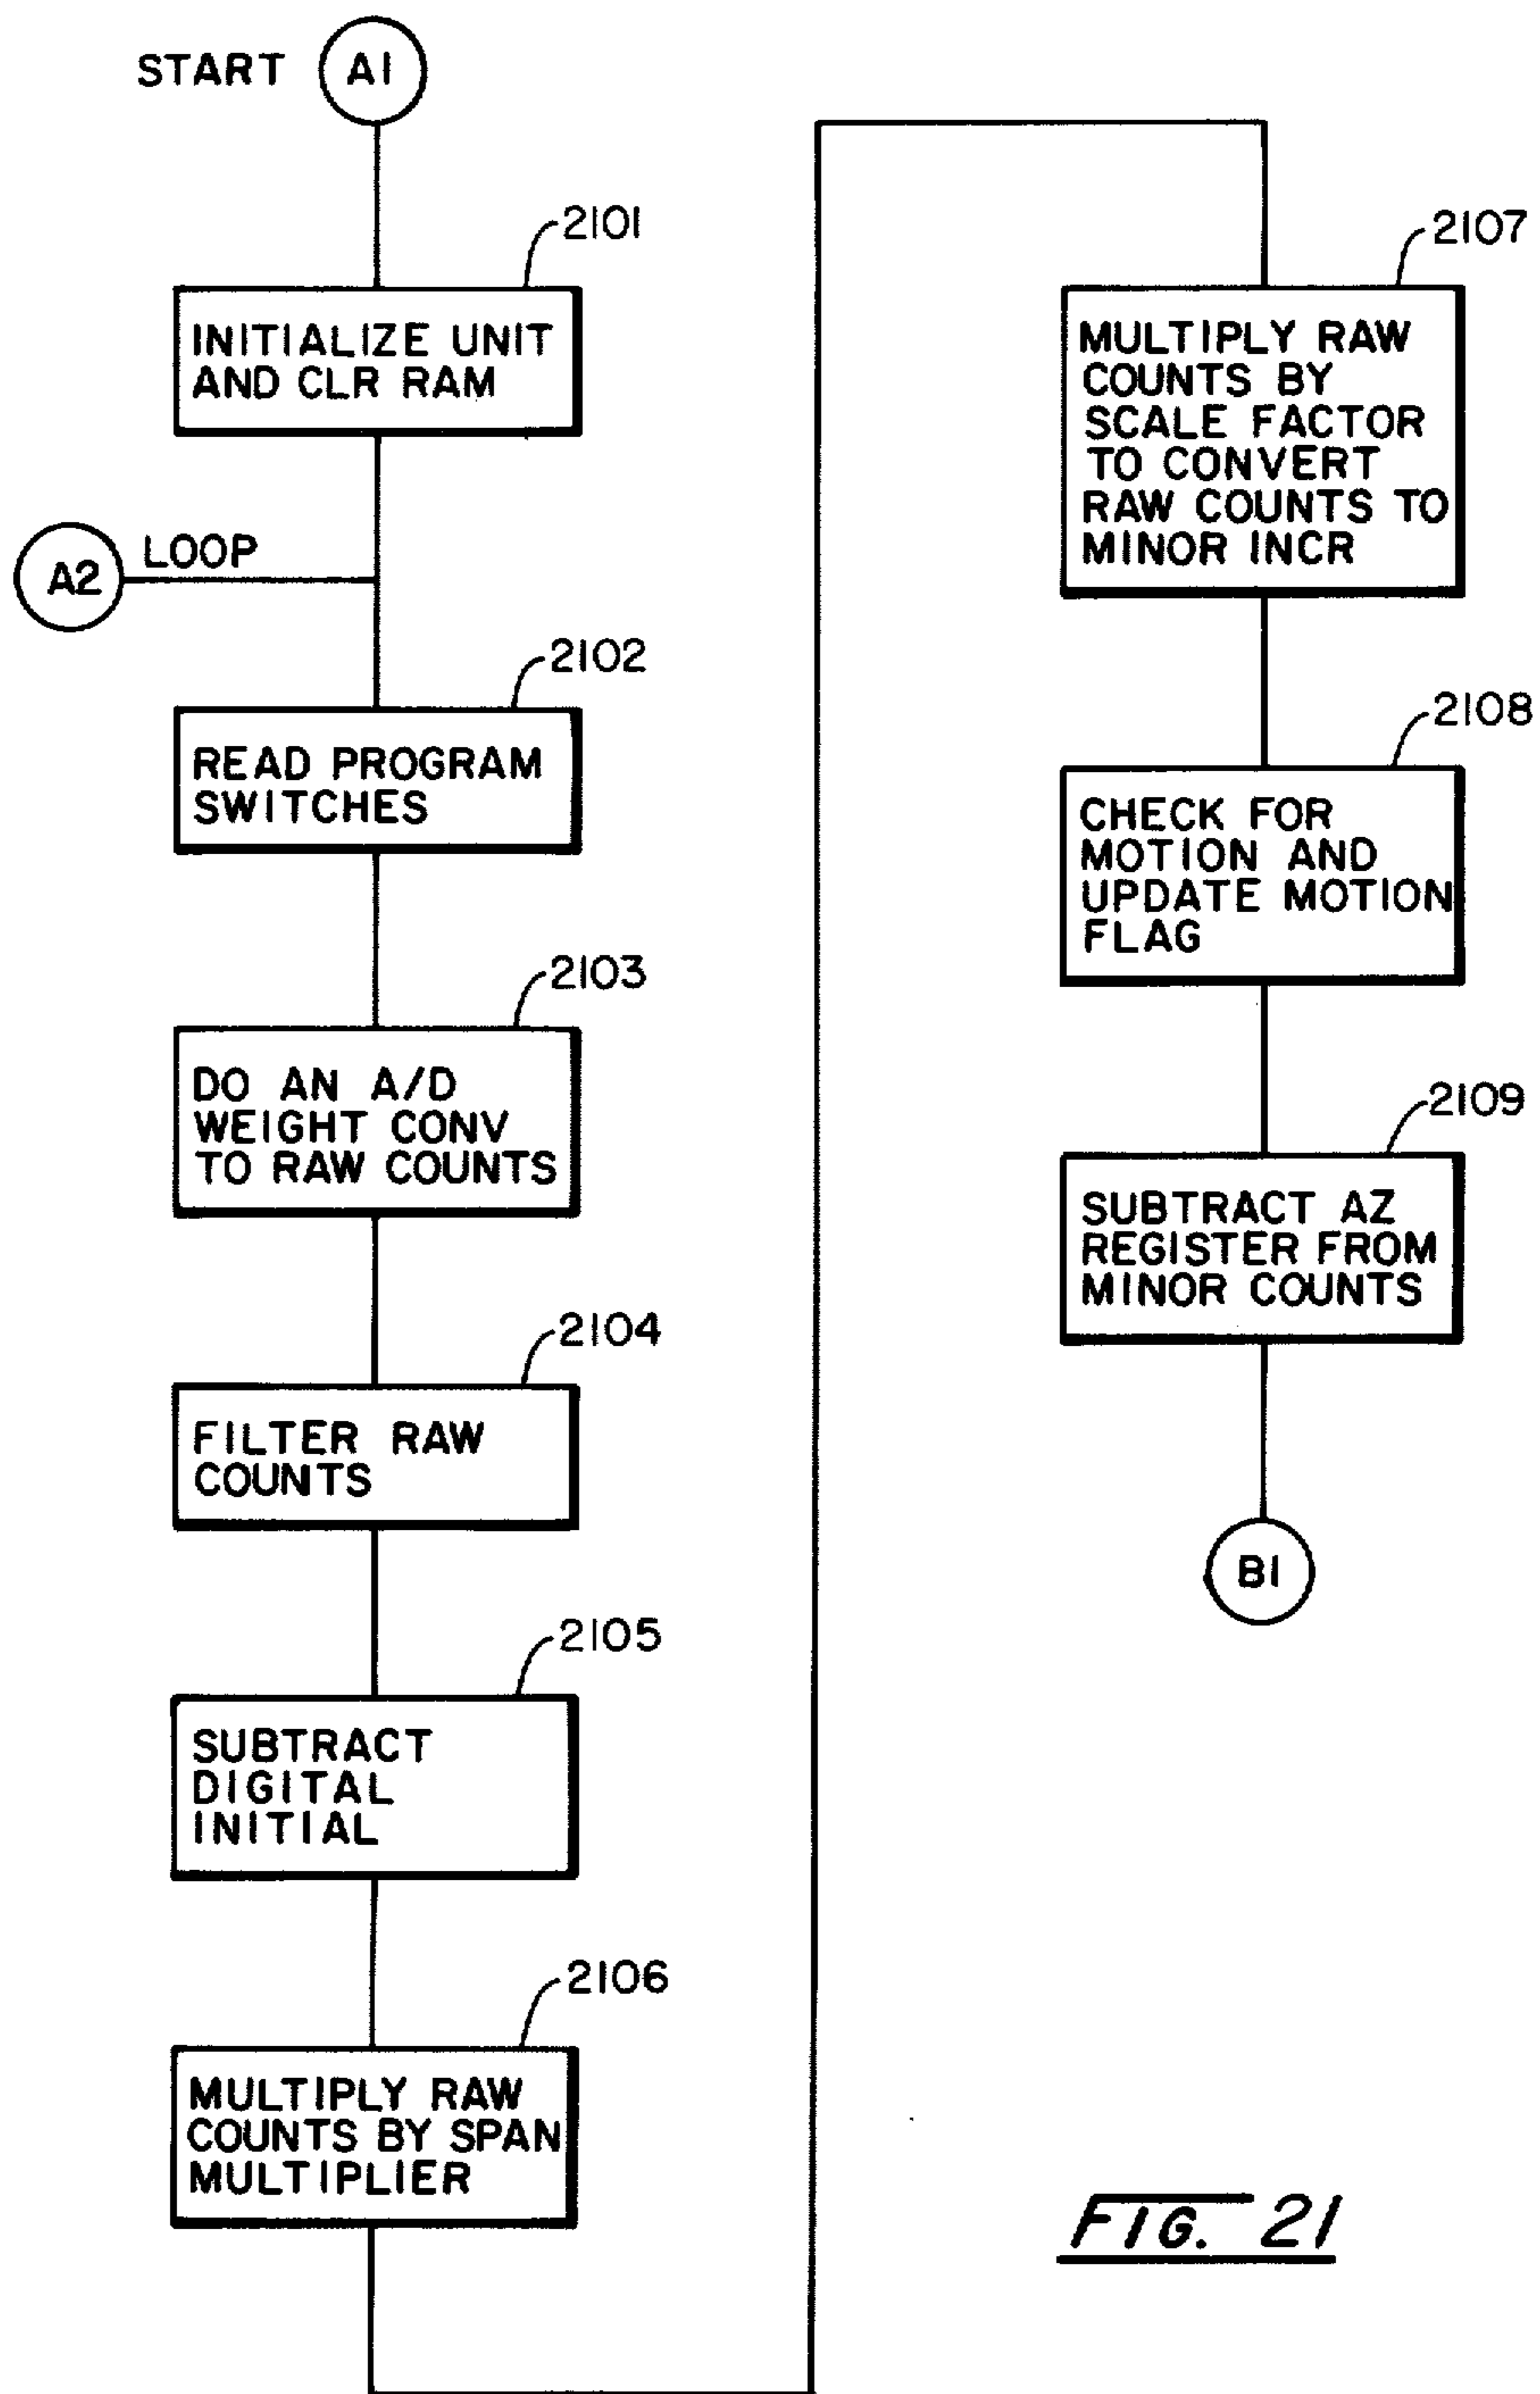 START A1
2101
INITIALIZE UNIT
AND CLR RAM
A2 LOOP
2102
READ PROGRAM
SWITCHES
2103
DO AN A/D
WEIGHT CONV
TO RAW COUNTS
2104
FILTER RAW
COUNTS
2105
SUBTRACT
DIGITAL
INITIAL
2106
MULTIPLY RAW
COUNTS BY SPAN
MULTIPLIER
2107
MULTIPLY RAW
COUNTS BY
SCALE FACTOR
TO CONVERT
RAW COUNTS TO
MINOR INCR
2108
CHECK FOR
MOTION AND
UPDATE MOTION
FLAG
2109
SUBTRACT AZ
REGISTER FROM
MINOR COUNTS
B1
FIG. 21